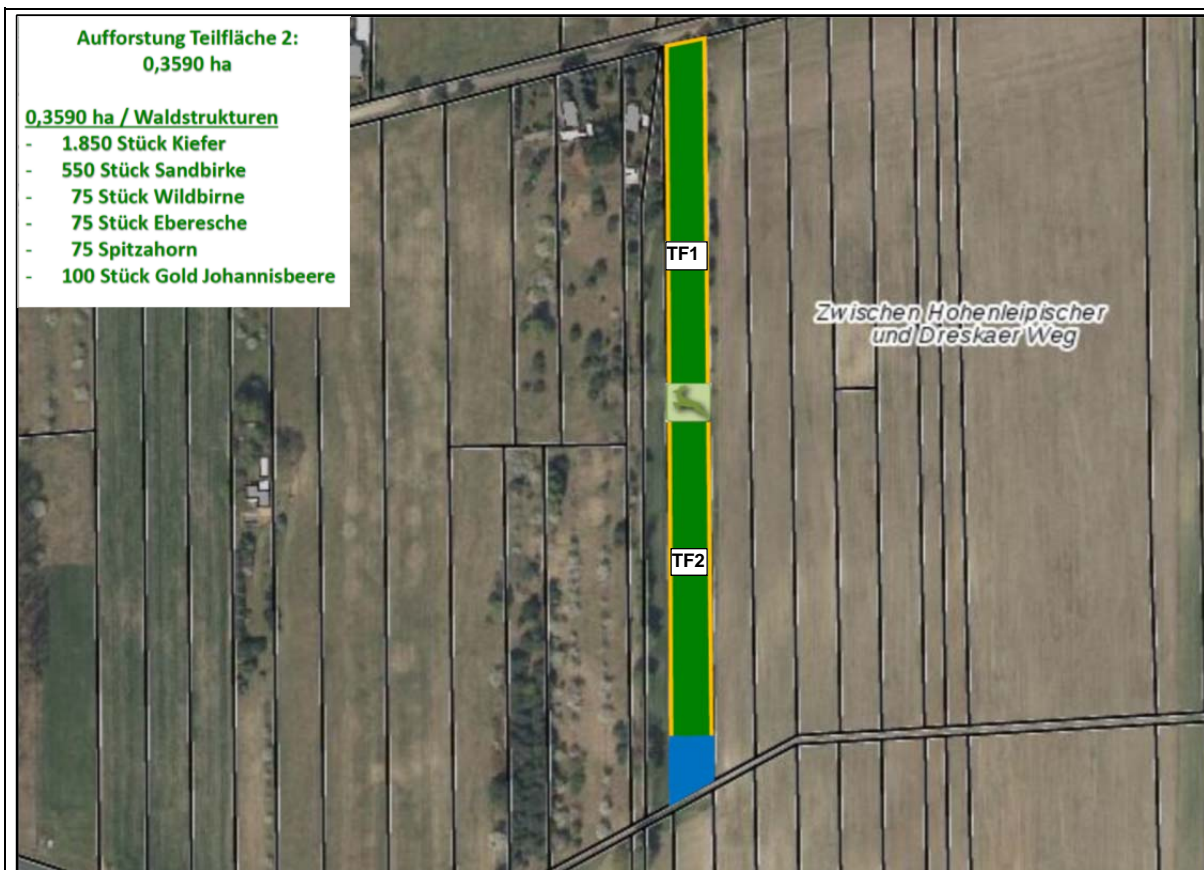 Aufforstung Teilfläche 2:
0,3590 ha
0,3590 ha / Waldstrukturen
- 1.850 Stück Kiefer
- 550 Stück Sandbirke
- 75 Stück Wildbirne
- 75 Stück Eberesche
- 75 Spitzahorn
- 100 Stück Gold Johannisbeere
TF1
Zwischen Hohenleipischer
und Dreskaer Weg
TF2